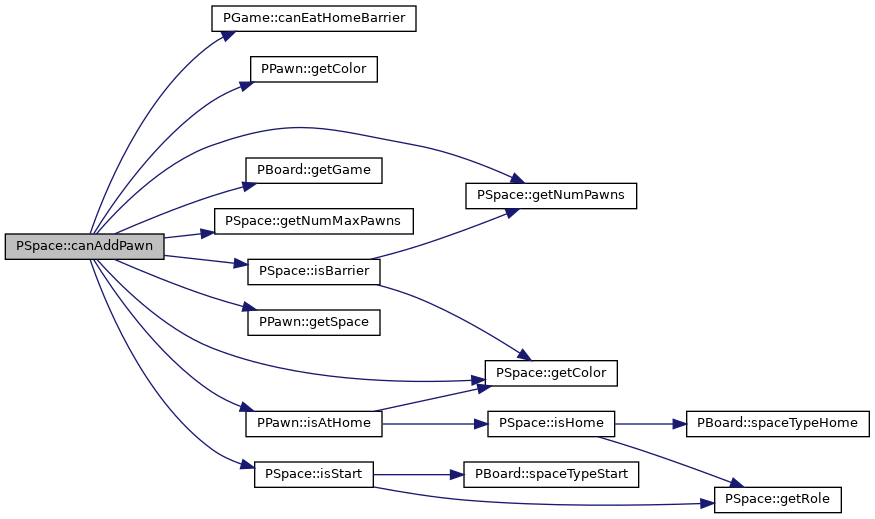 PGame::canEatHomeBarrier
PPawn::getColor
PBoard::getGame
PSpace::getNumPawns
PSpace::getNumMaxPawns
PSpace::canAddPawn
PSpace::isBarrier
PPawn::getSpace
PSpace::getColor
PPawn::isAtHome
PSpace::isHome
PBoard::spaceTypeHome
PSpace::isStart
PBoard::spaceTypeStart
PSpace::getRole